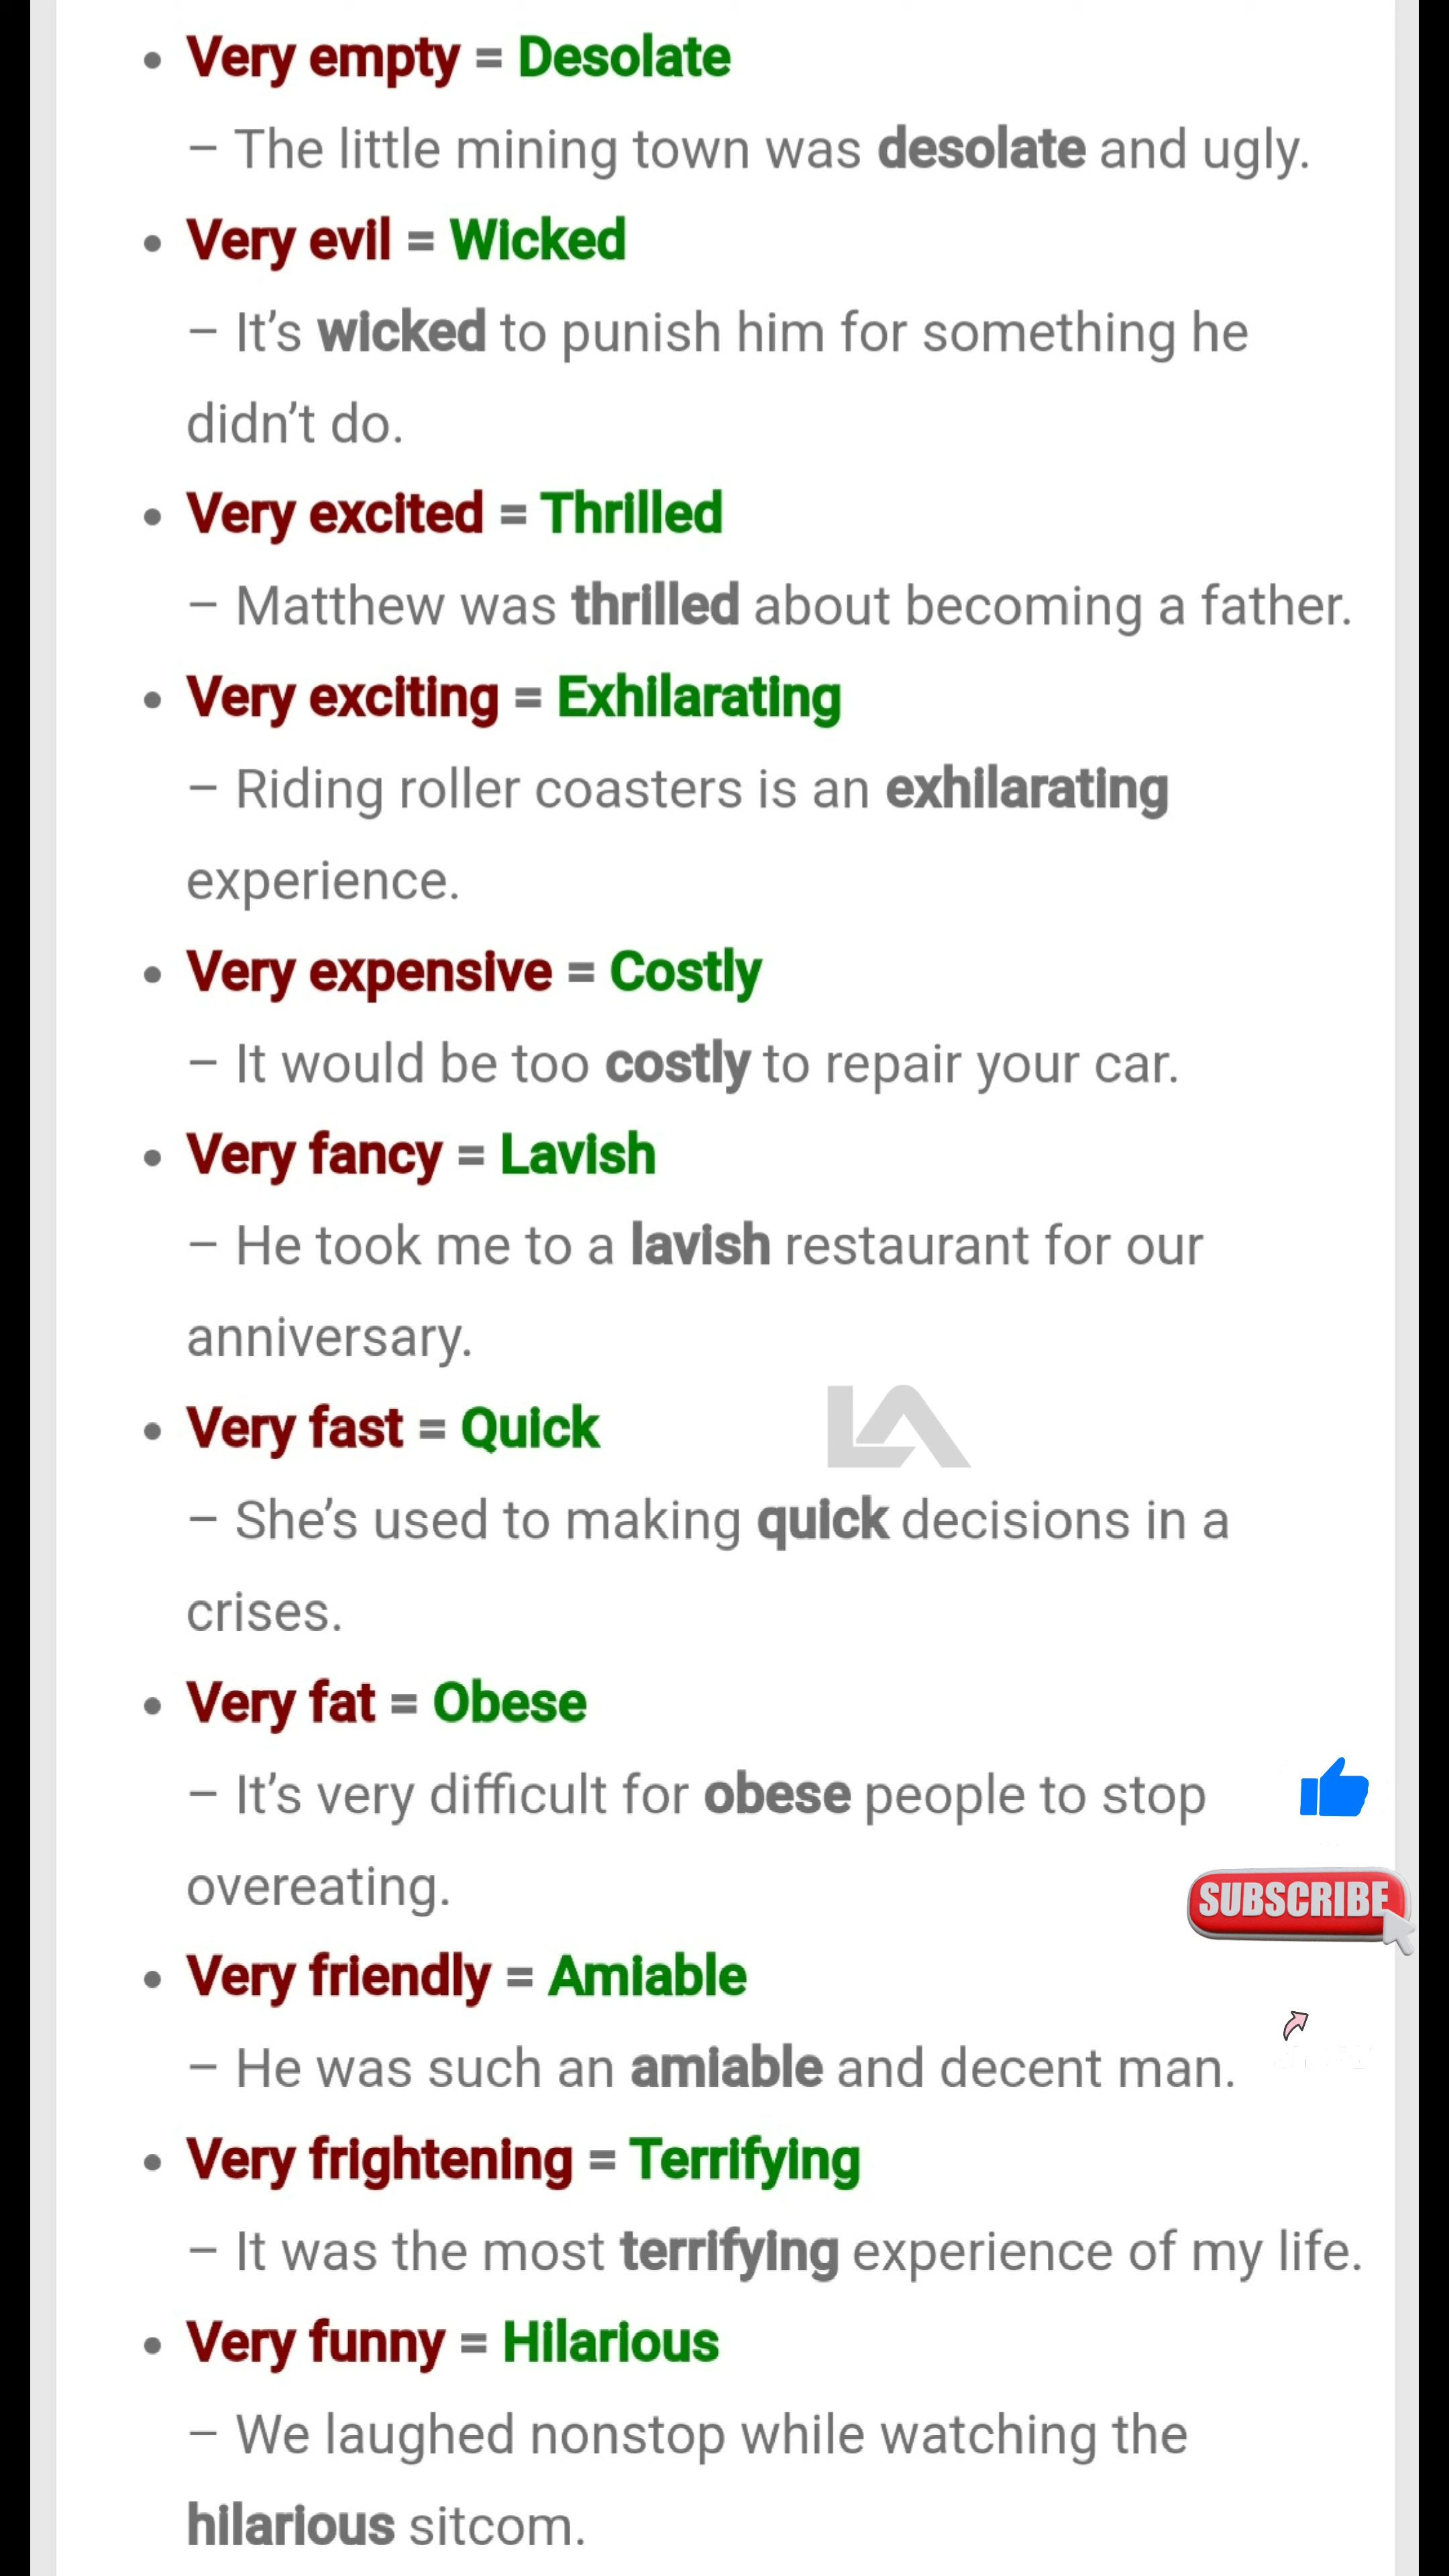 • Very empty = Desolate
– The little mining town was desolate and ugly.
• Very evil = Wicked
– It’s wicked to punish him for something he
didn’t do.
• Very excited = Thrilled
– Matthew was thrilled about becoming a father.
• Very exciting = Exhilarating
– Riding roller coasters is an exhilarating
experience.
• Very expensive = Costly
– It would be too costly to repair your car.
• Very fancy = Lavish
– He took me to a lavish restaurant for our
anniversary.
• Very fast = Quick
LA
– She’s used to making quick decisions in a
crises.
• Very fat = Obese
– It’s very difficult for obese people to stop
overeating.
SUBSCRIBE
• Very friendly = Amiable
– He was such an amiable and decent man.
• Very frightening = Terrifying
– It was the most terrifying experience of my life.
• Very funny = Hilarious
– We laughed nonstop while watching the
hilarious sitcom.